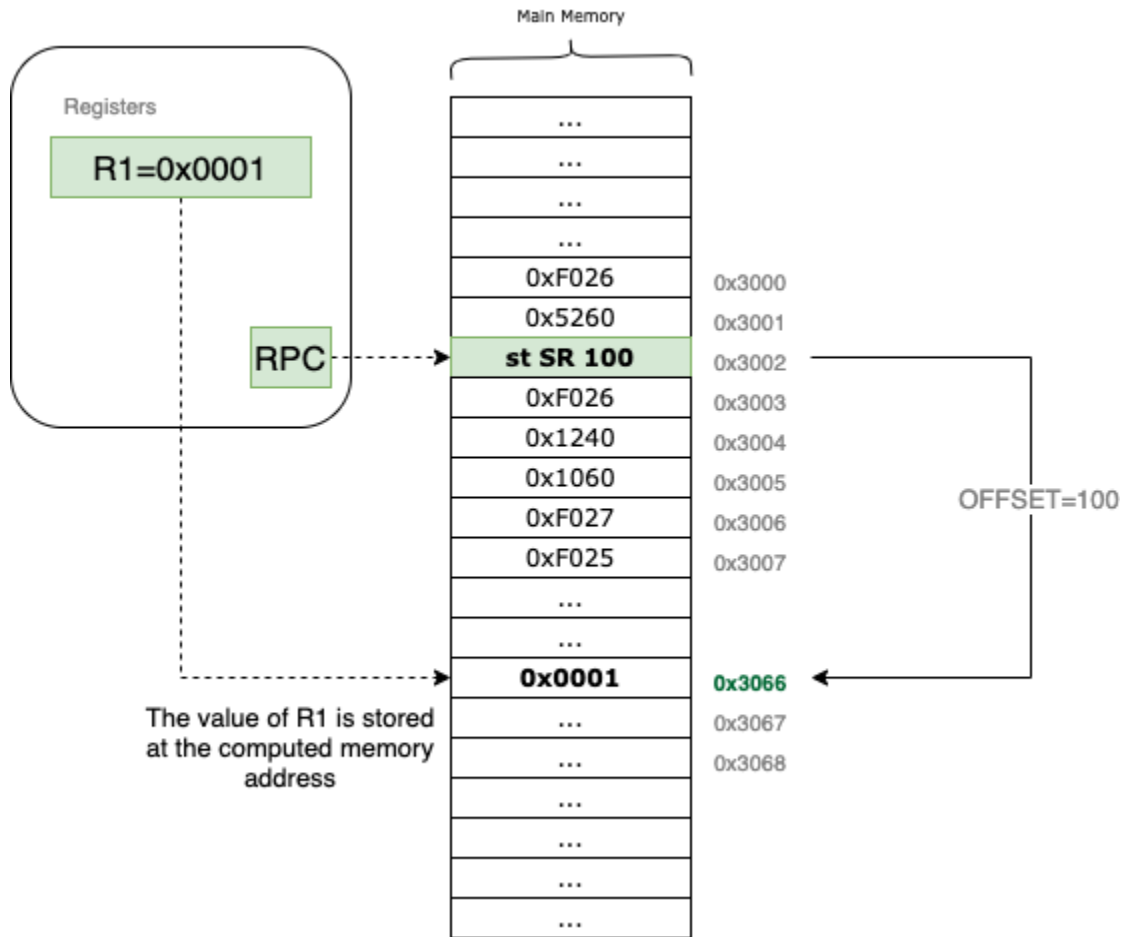 Main Memory
Registers
R1=0x0001
RPC
...
...
...
...
0xF026 0x3000
0x5260 0x3001
st SR 100 0x3002
0xF026 0x3003
0x1240 0x3004
0x1060 0x3005
0xF027 0x3006
0xF025 0x3007
OFFSET=100
...
...
0x0001 0x3066
... 0x3067
... 0x3068
...
...
...
...
The value of R1 is stored
at the computed memory
address